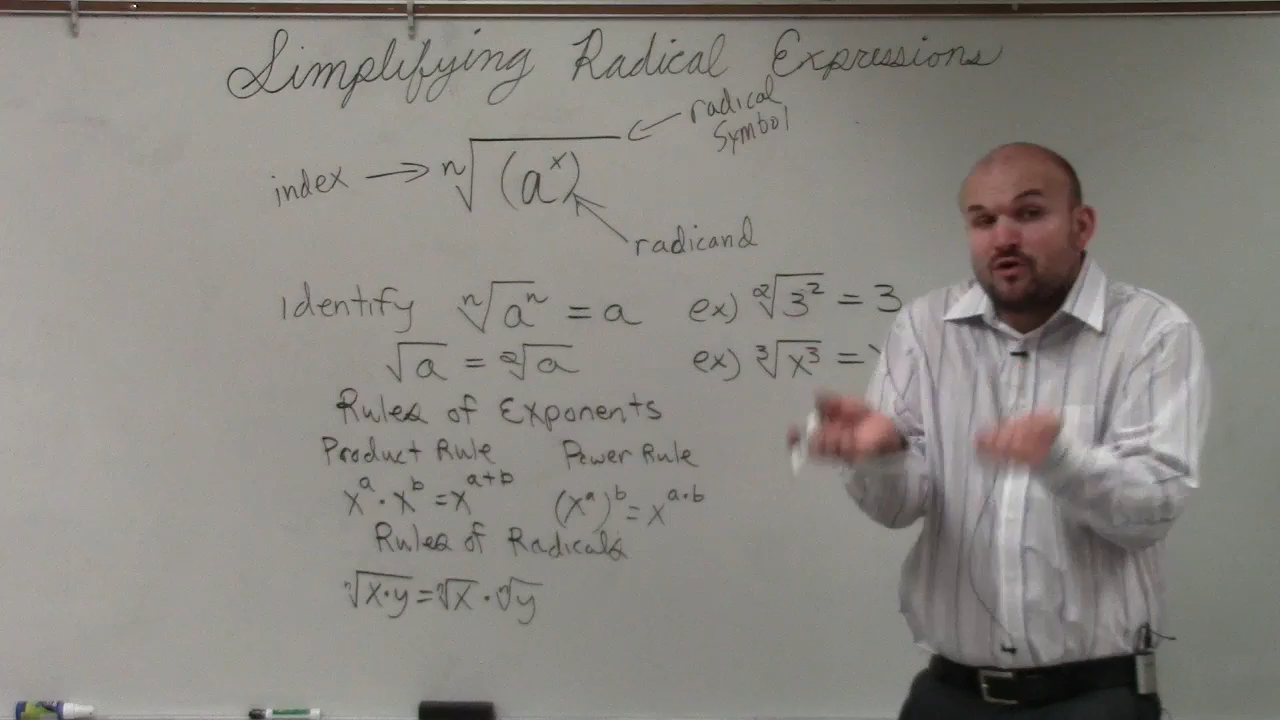 Simplifying Radical Expressions
radical symbol
index → ⁿ√(aˣ)
radicand
Identify ⁿ√aⁿ = a ex) ²√3² = 3
√a = ²√a ex) ³√x³ =
Rules of Exponents
Product Rule Power Rule
xᵃ · xᵇ = xᵃ⁺ᵇ (xᵃ)ᵇ = xᵃ·ᵇ
Rules of Radicals
ⁿ√x·y = ⁿ√x · ⁿ√y